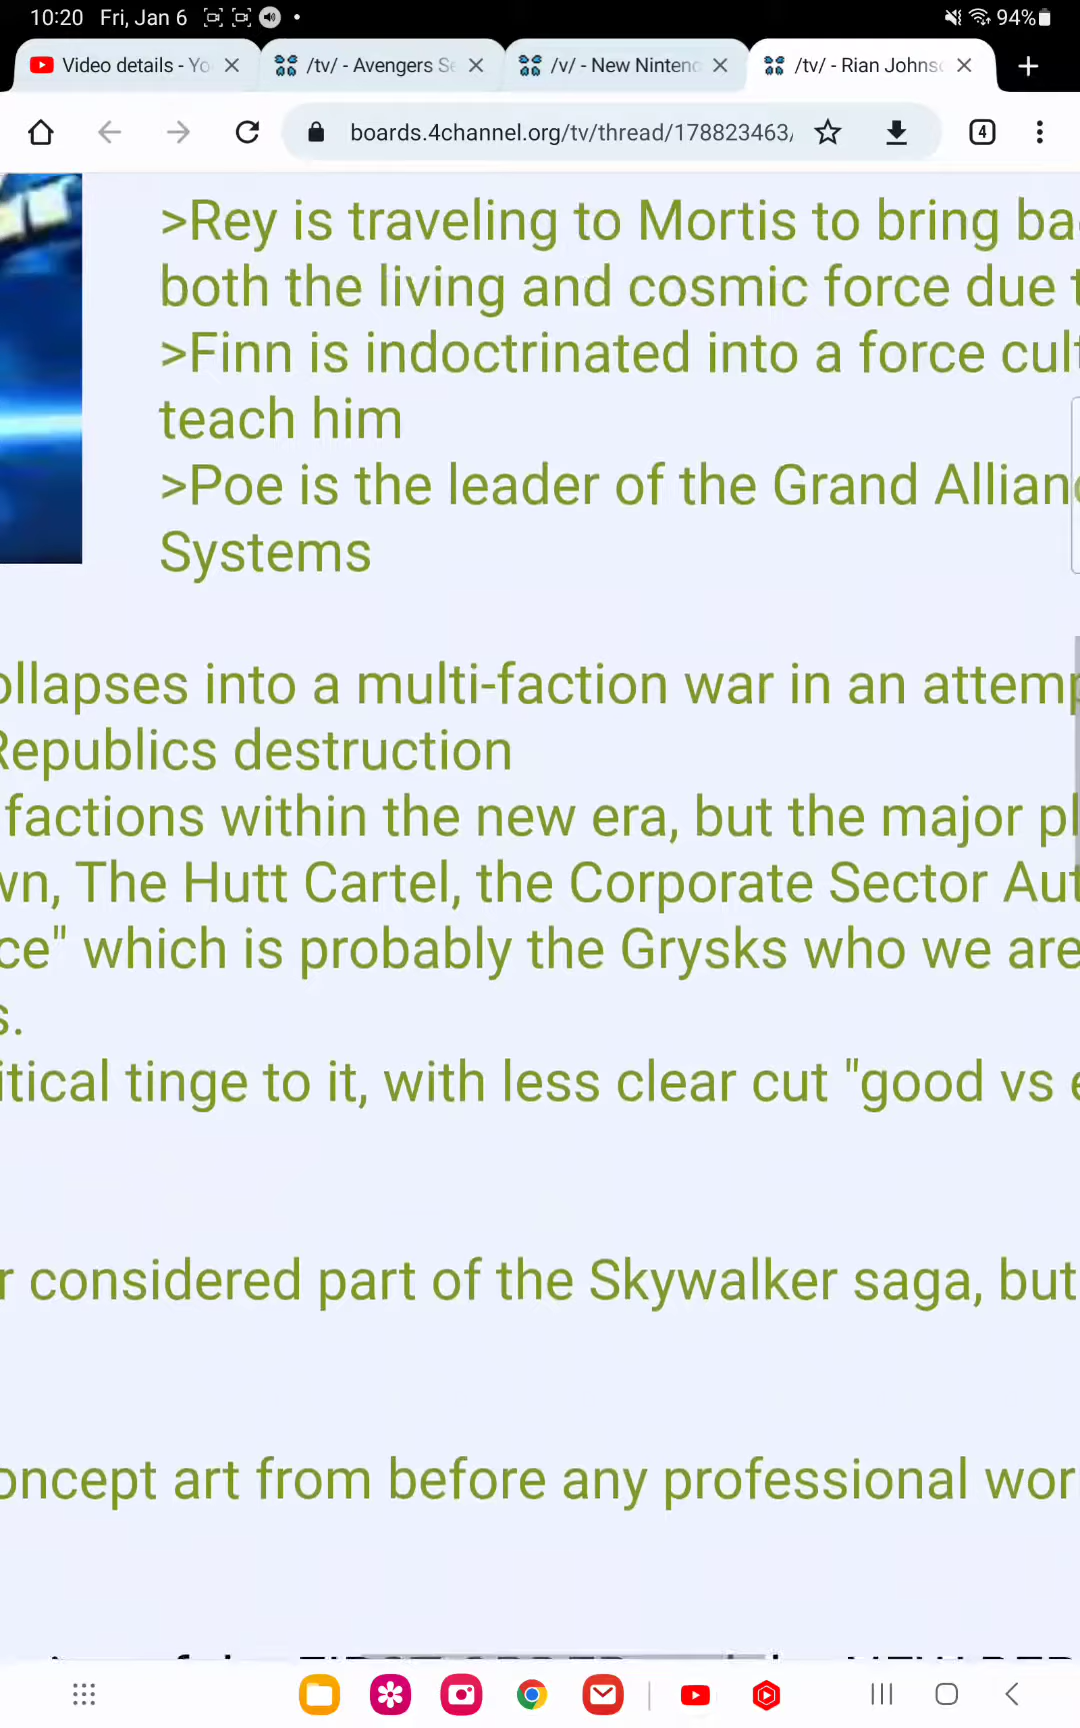 10:20 Fri, Jan 6 94%
Video details - Yo
/tv/ - Avengers Se
/v/ - New Nintend
/tv/ - Rian Johnso
boards.4channel.org/tv/thread/178823463/ 4
>Rey is traveling to Mortis to bring ba
both the living and cosmic force due t
>Finn is indoctrinated into a force cult
teach him
>Poe is the leader of the Grand Allianc
Systems
ollapses into a multi-faction war in an attemp
Republics destruction
factions within the new era, but the major pl
wn, The Hutt Cartel, the Corporate Sector Aut
ce" which is probably the Grysks who we are
s.
itical tinge to it, with less clear cut "good vs e
r considered part of the Skywalker saga, but
oncept art from before any professional wor